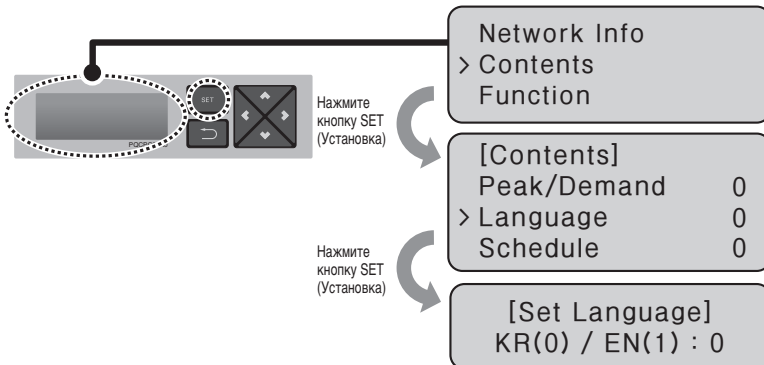 Network Info
> Contents
Function
SET
Нажмите
кнопку SET
(Установка)
[Contents]
Peak/Demand 0
> Language 0
Schedule 0
Нажмите
кнопку SET
(Установка)
[Set Language]
KR(0) / EN(1) : 0